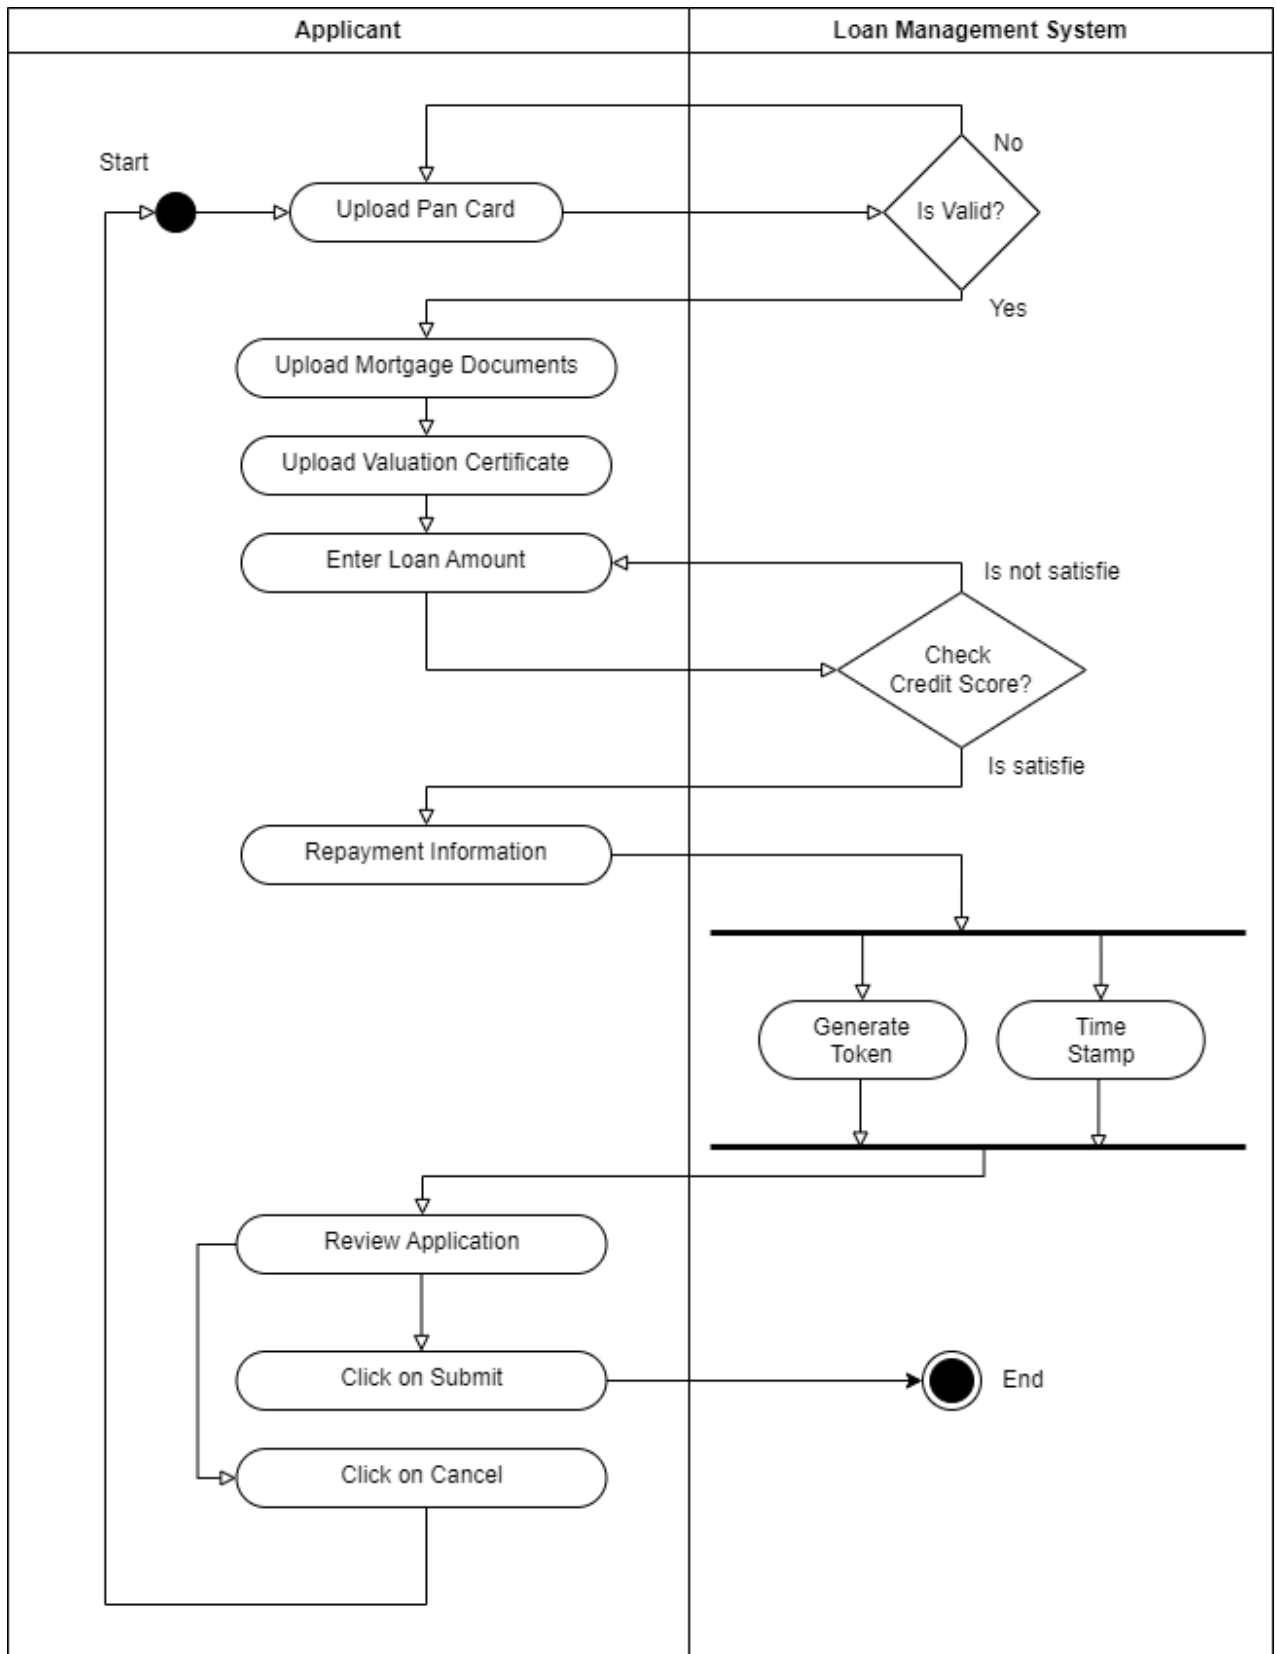 Applicant
Loan Management System
No
Start
Upload Pan Card
Is Valid?
Yes
Upload Mortgage Documents
Upload Valuation Certificate
Enter Loan Amount
Is not satisfie
Check
Credit Score?
Is satisfie
Repayment Information
Generate
Token
Time
Stamp
Review Application
Click on Submit
End
Click on Cancel